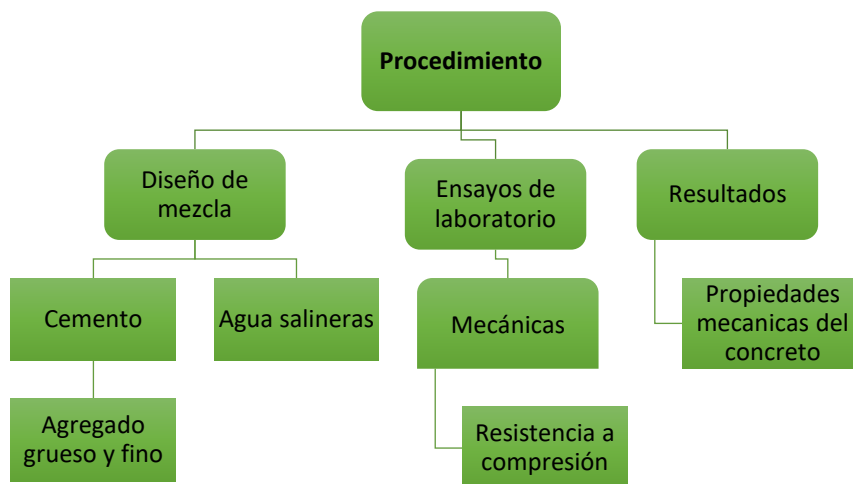 Procedimiento
Diseño de
mezcla
Ensayos de
laboratorio
Resultados
Cemento
Agua salineras
Mecánicas
Propiedades
mecanicas del
concreto
Agregado
grueso y fino
Resistencia a
compresión